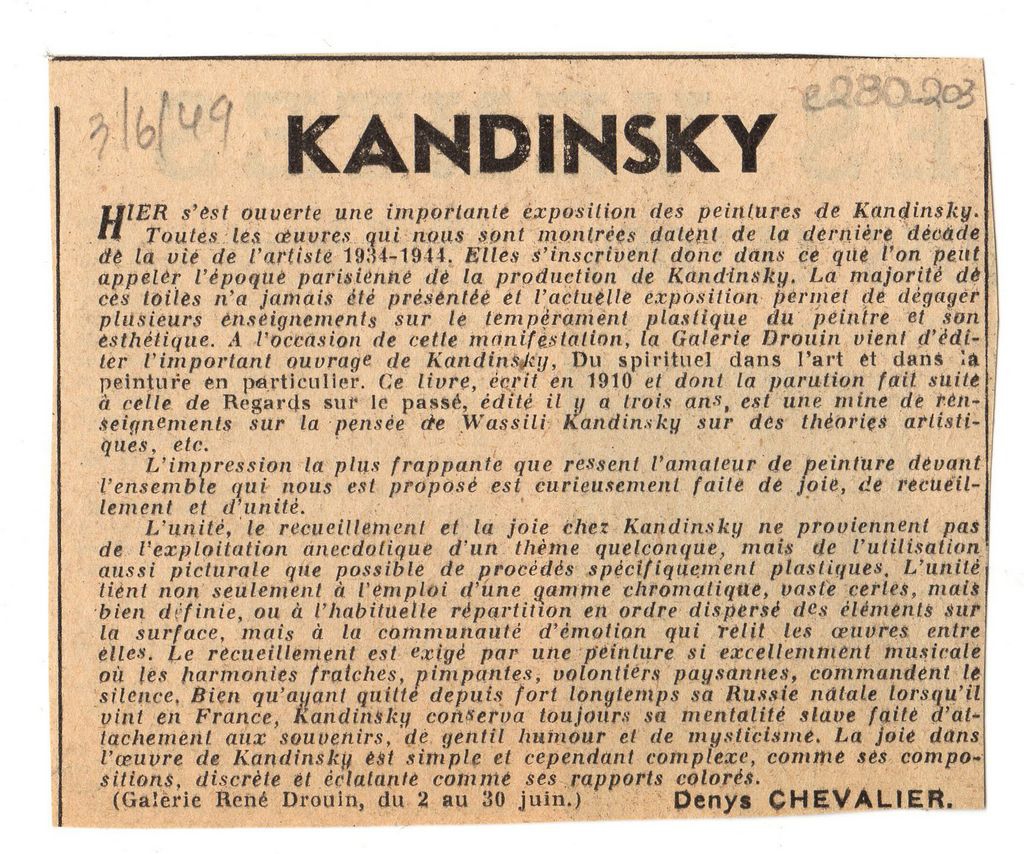 3/6/49
e280-203
KANDINSKY
HIER s'est ouverte une importante exposition des peintures de Kandinsky.
Toutes les œuvres qui nous sont montrées datent de la dernière décade
de la vie de l'artiste 1934-1944. Elles s'inscrivent donc dans ce que l'on peut
appeler l'époque parisienne de la production de Kandinsky. La majorité de
ces toiles n'a jamais été présentée et l'actuelle exposition permet de dégager
plusieurs enseignements sur le tempérament plastique du peintre et son
esthétique. A l'occasion de cette manifestation, la Galerie Drouin vient d'édi-
ter l'important ouvrage de Kandinsky, Du spirituel dans l'art et dans la
peinture en particulier. Ce livre, écrit en 1910 et dont la parution fait suite
à celle de Regards sur le passé, édité il y a trois ans, est une mine de ren-
seignements sur la pensée de Wassili Kandinsky sur des théories artisti-
ques, etc.
L'impression la plus frappante que ressent l'amateur de peinture devant
l'ensemble qui nous est proposé est curieusement faite de joie, de recueil-
lement et d'unité.
L'unité, le recueillement et la joie chez Kandinsky ne proviennent pas
de l'exploitation anecdotique d'un thème quelconque, mais de l'utilisation
aussi picturale que possible de procédés spécifiquement plastiques. L'unité
tient non seulement à l'emploi d'une gamme chromatique, vaste certes, mais
bien définie, ou à l'habituelle répartition en ordre dispersé des éléments sur
la surface, mais à la communauté d'émotion qui relit les œuvres entre
elles. Le recueillement est exigé par une peinture si excellemment musicale
où les harmonies fraîches, pimpantes, volontiers paysannes, commandent le
silence. Bien qu'ayant quitté depuis fort longtemps sa Russie natale lorsqu'il
vint en France, Kandinsky conserva toujours sa mentalité slave faite d'at-
tachement aux souvenirs, de gentil humour et de mysticisme. La joie dans
l'œuvre de Kandinsky est simple et cependant complexe, comme ses compo-
sitions, discrète et éclatante comme ses rapports colorés.
(Galerie René Drouin, du 2 au 30 juin.) Denys CHEVALIER.